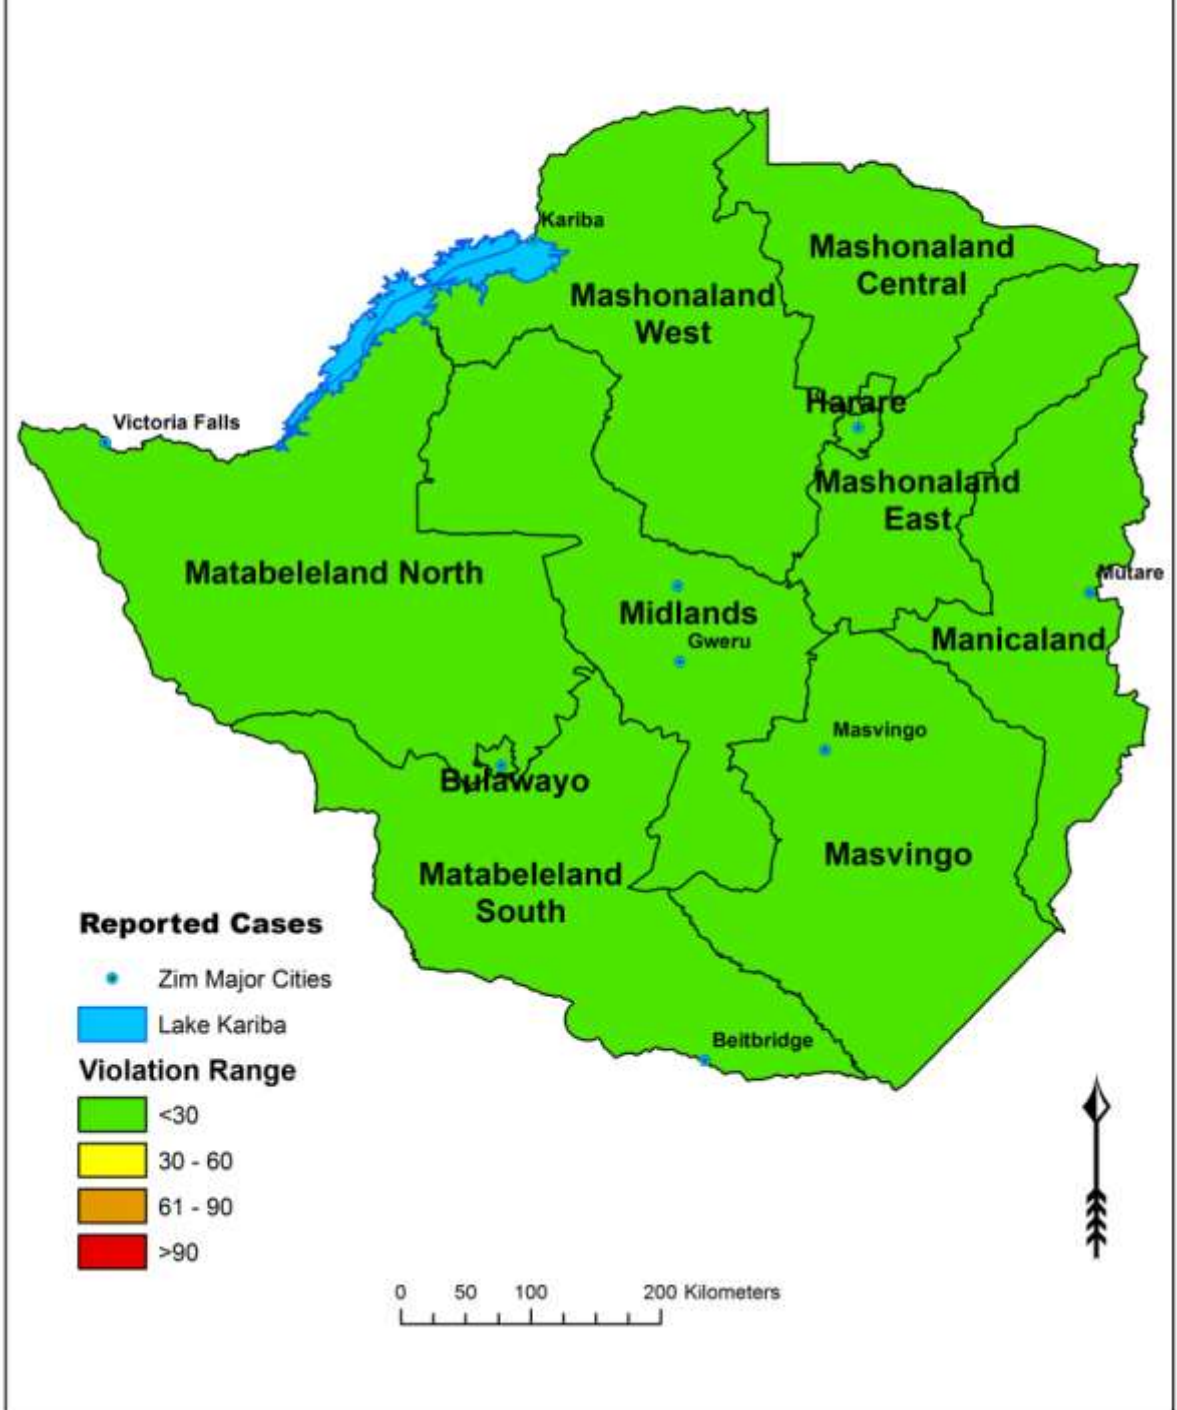 Kariba
Mashonaland
Central
Mashonaland
West
Harare
Victoria Falls
Mashonaland
East
Matabeleland North
Mutare
Midlands
Gweru
Manicaland
Masvingo
Bulawayo
Masvingo
Matabeleland
South
Beitbridge
Reported Cases
Zim Major Cities
Lake Kariba
Violation Range
<30
30 - 60
61 - 90
>90
0 50 100 200 Kilometers